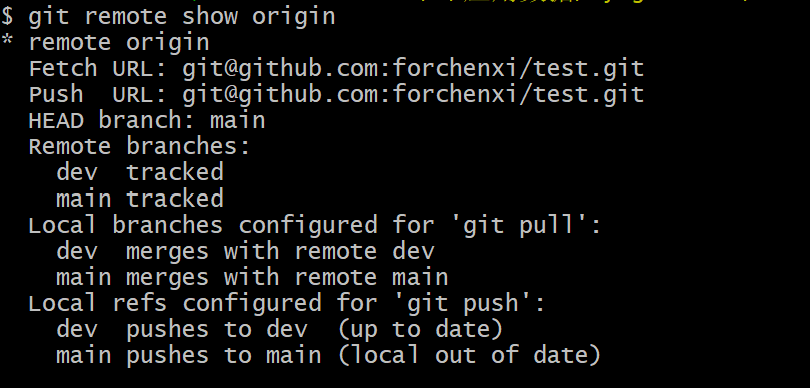 $ git remote show origin
* remote origin
  Fetch URL: git@github.com:forchenxi/test.git
  Push  URL: git@github.com:forchenxi/test.git
  HEAD branch: main
  Remote branches:
    dev  tracked
    main tracked
  Local branches configured for 'git pull':
    dev  merges with remote dev
    main merges with remote main
  Local refs configured for 'git push':
    dev  pushes to dev  (up to date)
    main pushes to main (local out of date)